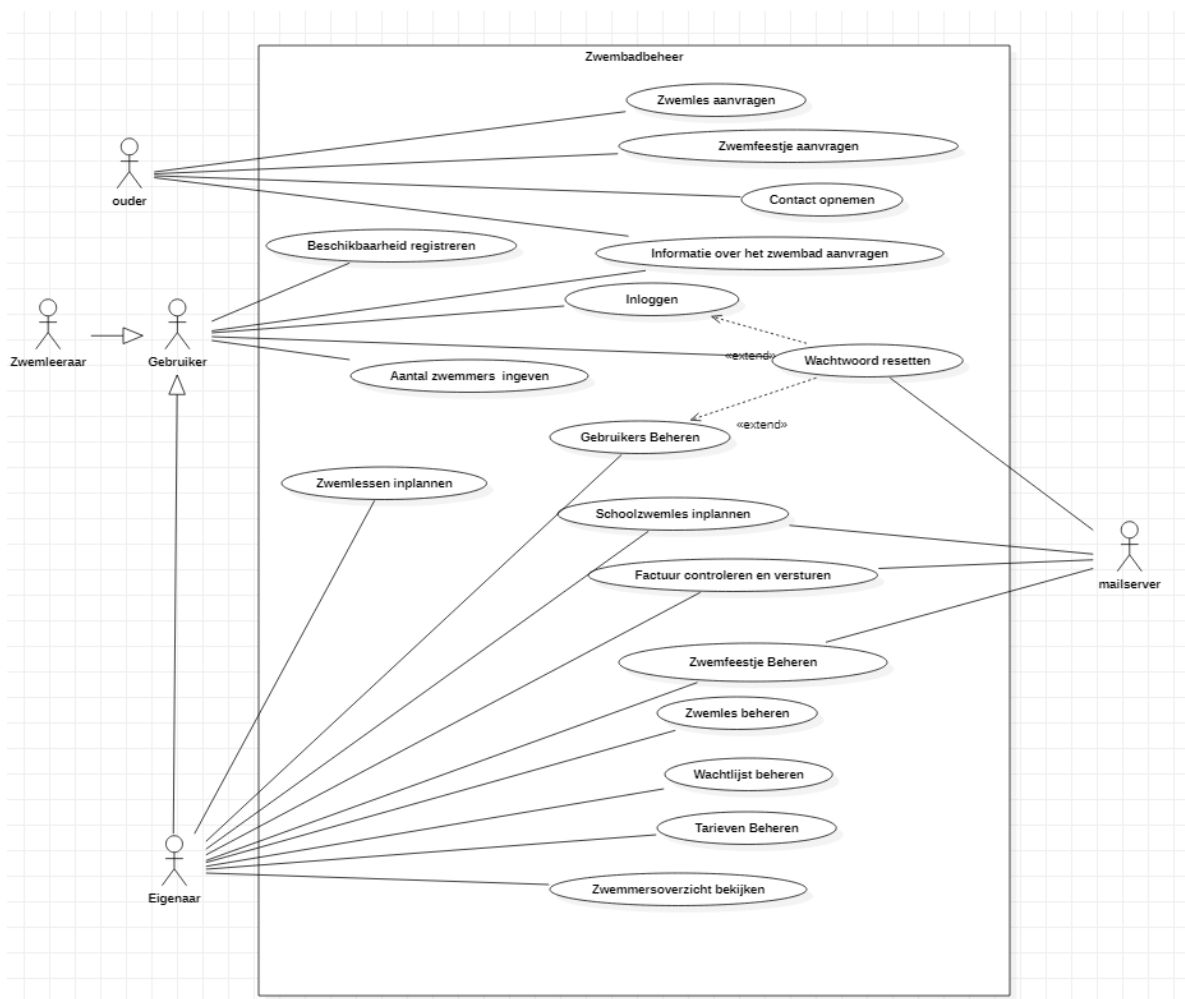 Zwembadbeheer
Zwemles aanvragen
Zwemfeestje aanvragen
ouder
Contact opnemen
Beschikbaarheid registreren
Informatie over het zwembad aanvragen
Inloggen
Zwemleeraar
Gebruiker
«extend»
Wachtwoord resetten
Aantal zwemmers ingeven
«extend»
Gebruikers Beheren
Zwemlessen inplannen
Schoolzwemles inplannen
Factuur controleren en versturen
mailserver
Zwemfeestje Beheren
Zwemles beheren
Wachtlijst beheren
Tarieven Beheren
Zwemmersoverzicht bekijken
Eigenaar